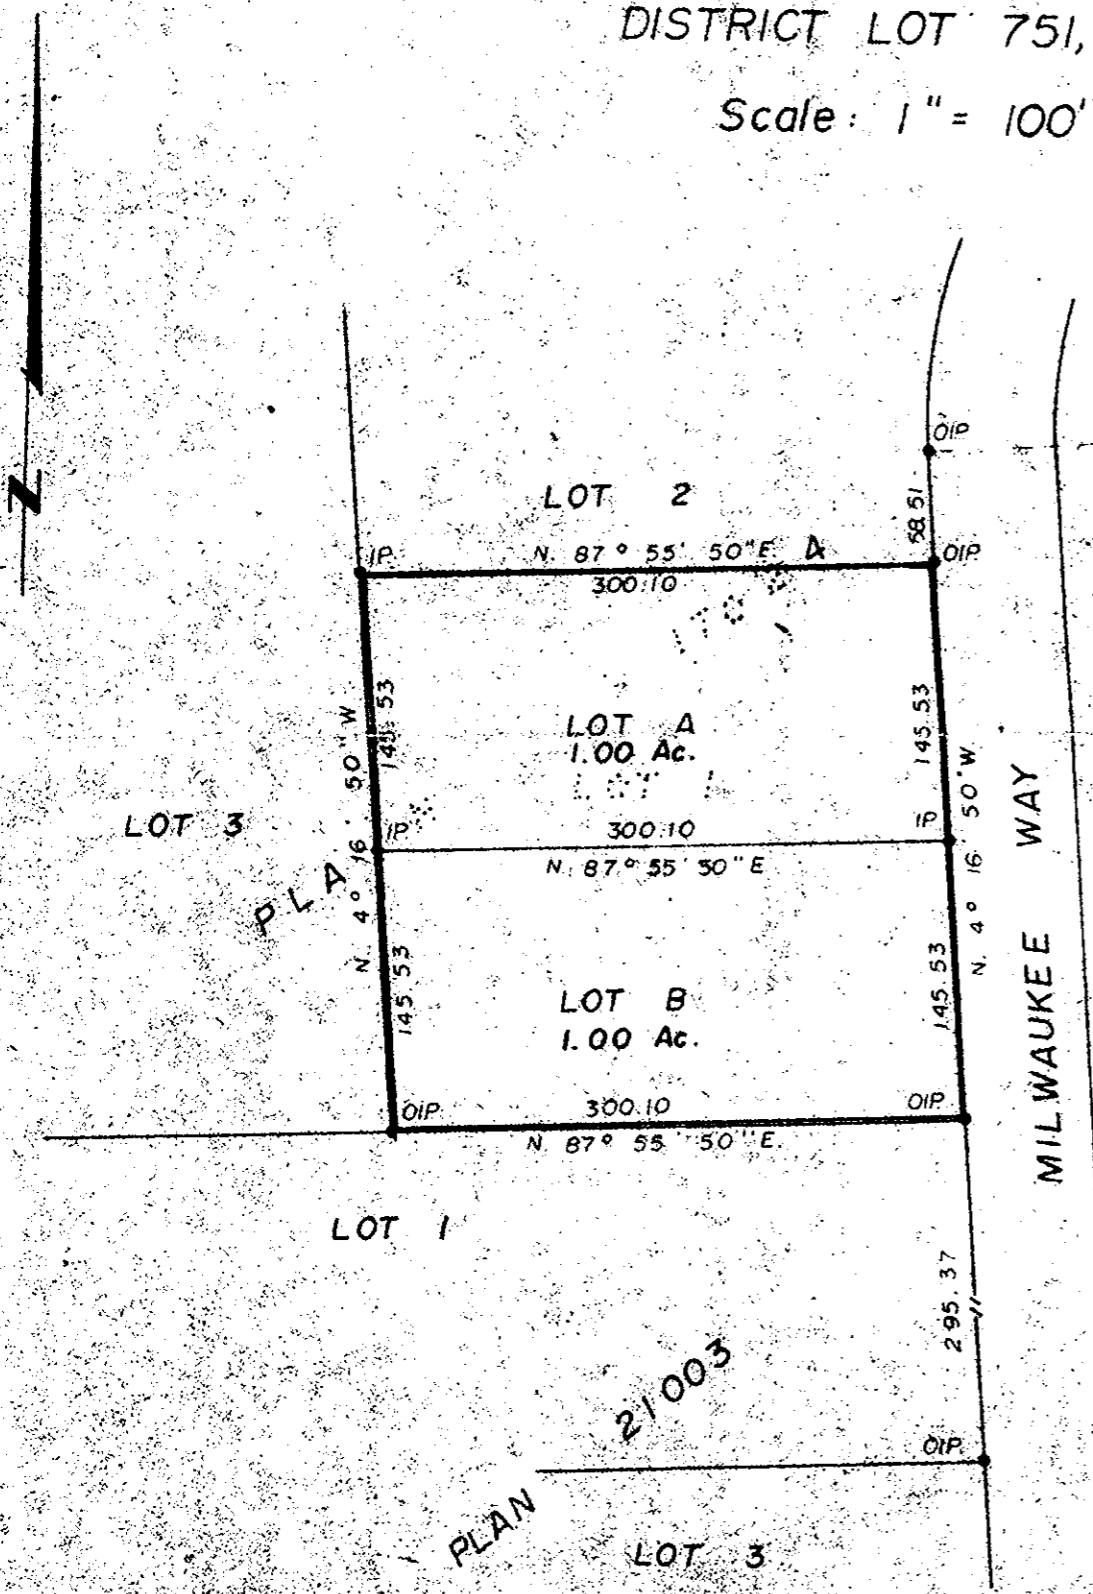 DISTRICT LOT 751,
Scale: 1" = 100'
N
OIP
58.51
LOT 2
IP.
N. 87° 55' 50" E.
OIP
300.10
145.53
145.53
LOT A
1.00 Ac.
LOT 1
N. 4° 16' 50" W
N. 4° 16' 50" W.
LOT 3
IP.
300.10
IP
N. 87° 55' 50" E
PLA
MILWAUKEE WAY
145.53
145.53
LOT B
1.00 Ac.
OIP.
300.10
OIP.
N. 87° 55' 50" E.
LOT 1
295.37
PLAN 21003
OIP.
LOT 3